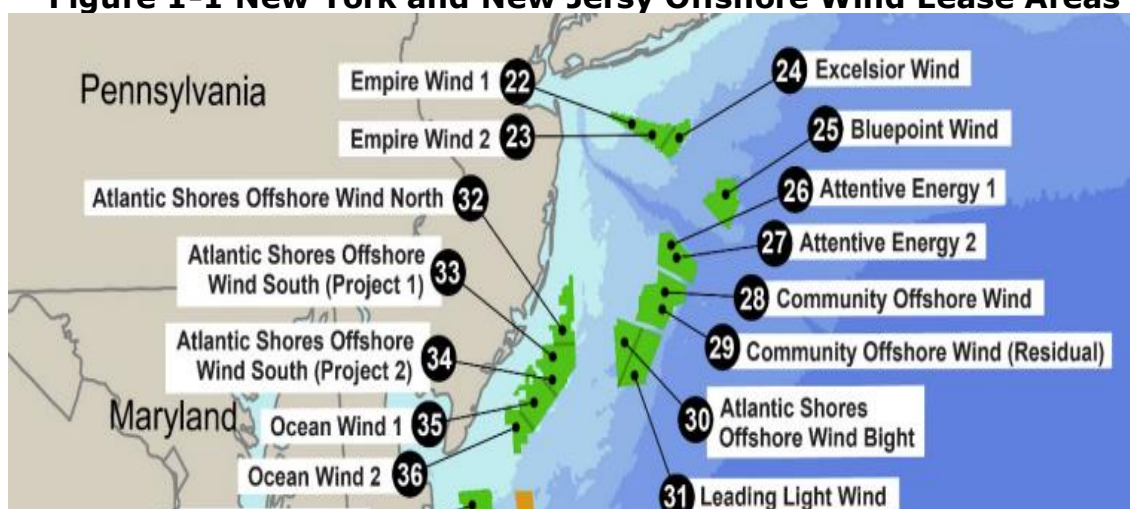 Figure 1-1 New York and New Jersy Offshore Wind Lease Areas
Pennsylvania
Empire Wind 1 22
24 Excelsior Wind
Empire Wind 2 23
25 Bluepoint Wind
26 Attentive Energy 1
Atlantic Shores Offshore Wind North 32
27 Attentive Energy 2
Atlantic Shores Offshore
Wind South (Project 1) 33
28 Community Offshore Wind
29 Community Offshore Wind (Residual)
Atlantic Shores Offshore
Wind South (Project 2) 34
30 Atlantic Shores
Offshore Wind Bight
Maryland
Ocean Wind 1 35
Ocean Wind 2 36
31 Leading Light Wind